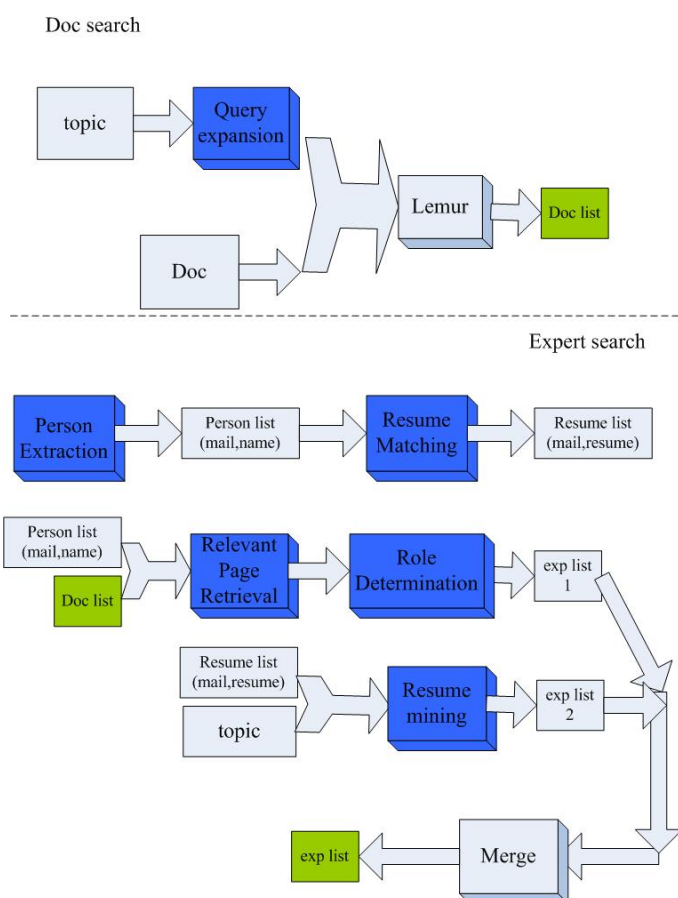 Doc search
topic
Query
expansion
Lemur
Doc list
Doc
Expert search
Person
Extraction
Person list
(mail,name)
Resume
Matching
Resume list
(mail,resume)
Person list
(mail,name)
Doc list
Relevant
Page
Retrieval
Role
Determination
exp list
1
Resume list
(mail,resume)
topic
Resume
mining
exp list
2
exp list
Merge